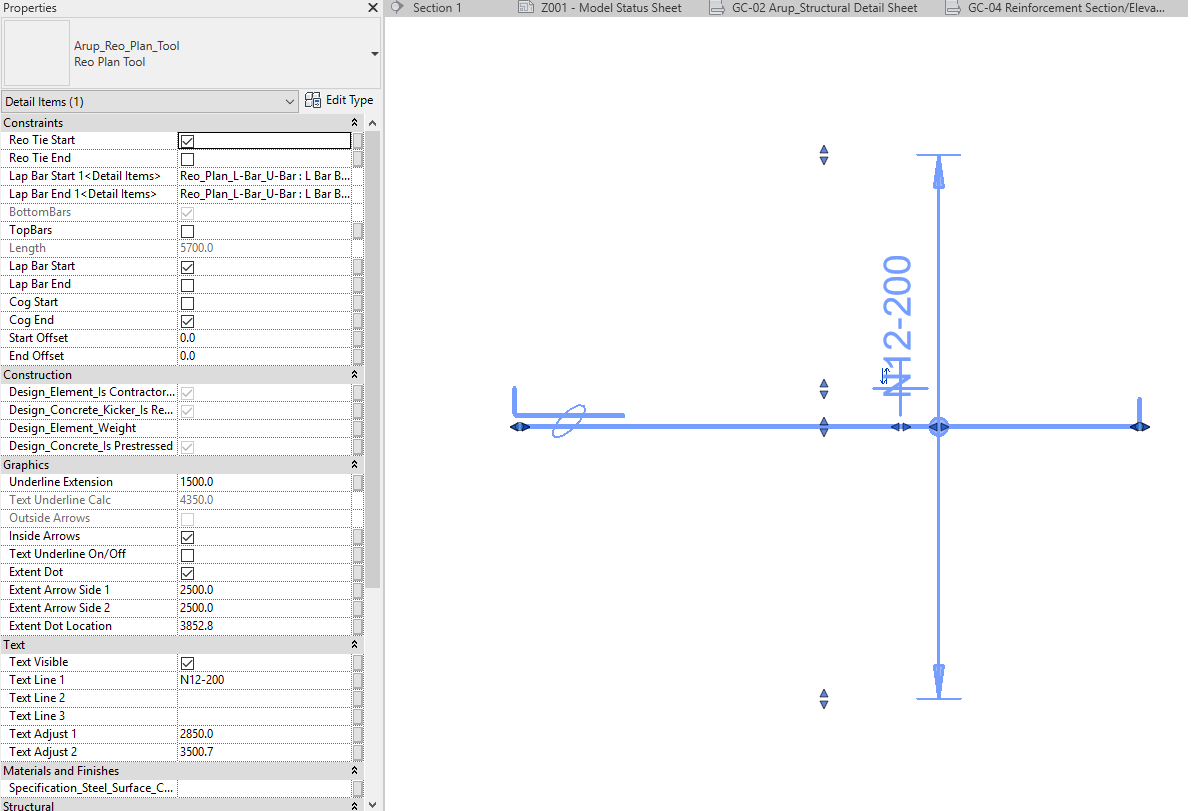 Properties
Section 1
Z001 - Model Status Sheet
GC-02 Arup_Structural Detail Sheet
GC-04 Reinforcement Section/Eleva...
Arup_Reo_Plan_Tool
Reo Plan Tool
Detail Items (1)
Edit Type
Constraints
Reo Tie Start
Reo Tie End
Lap Bar Start 1<Detail Items> Reo_Plan_L-Bar_U-Bar : L Bar B...
Lap Bar End 1<Detail Items> Reo_Plan_L-Bar_U-Bar : L Bar B...
BottomBars
TopBars
Length 5700.0
Lap Bar Start
Lap Bar End
Cog Start
Cog End
Start Offset 0.0
End Offset 0.0
Construction
Design_Element_Is Contractor...
Design_Concrete_Kicker_Is Re...
Design_Element_Weight
Design_Concrete_Is Prestressed
Graphics
Underline Extension 1500.0
Text Underline Calc 4350.0
Outside Arrows
Inside Arrows
Text Underline On/Off
Extent Dot
Extent Arrow Side 1 2500.0
Extent Arrow Side 2 2500.0
Extent Dot Location 3852.8
Text
Text Visible
Text Line 1 N12-200
Text Line 2
Text Line 3
Text Adjust 1 2850.0
Text Adjust 2 3500.7
Materials and Finishes
Specification_Steel_Surface_C...
Structural
N12-200